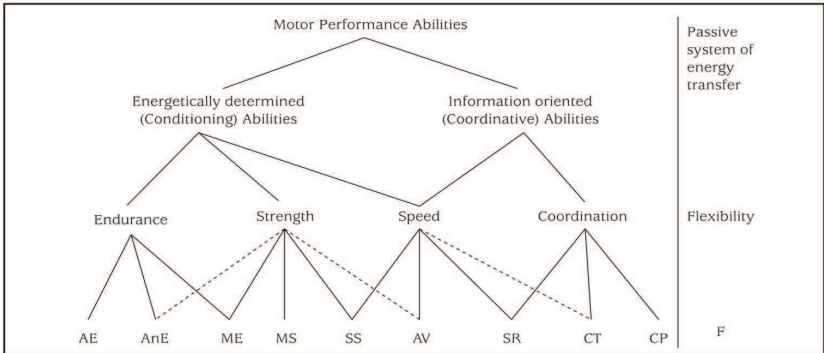 Motor Performance Abilities
Passive
system of
energy
transfer
Energetically determined
(Conditioning) Abilities
Information oriented
(Coordinative) Abilities
Endurance
Strength
Speed
Coordination
Flexibility
AE
AnE
ME
MS
SS
AV
SR
CT
CP
F